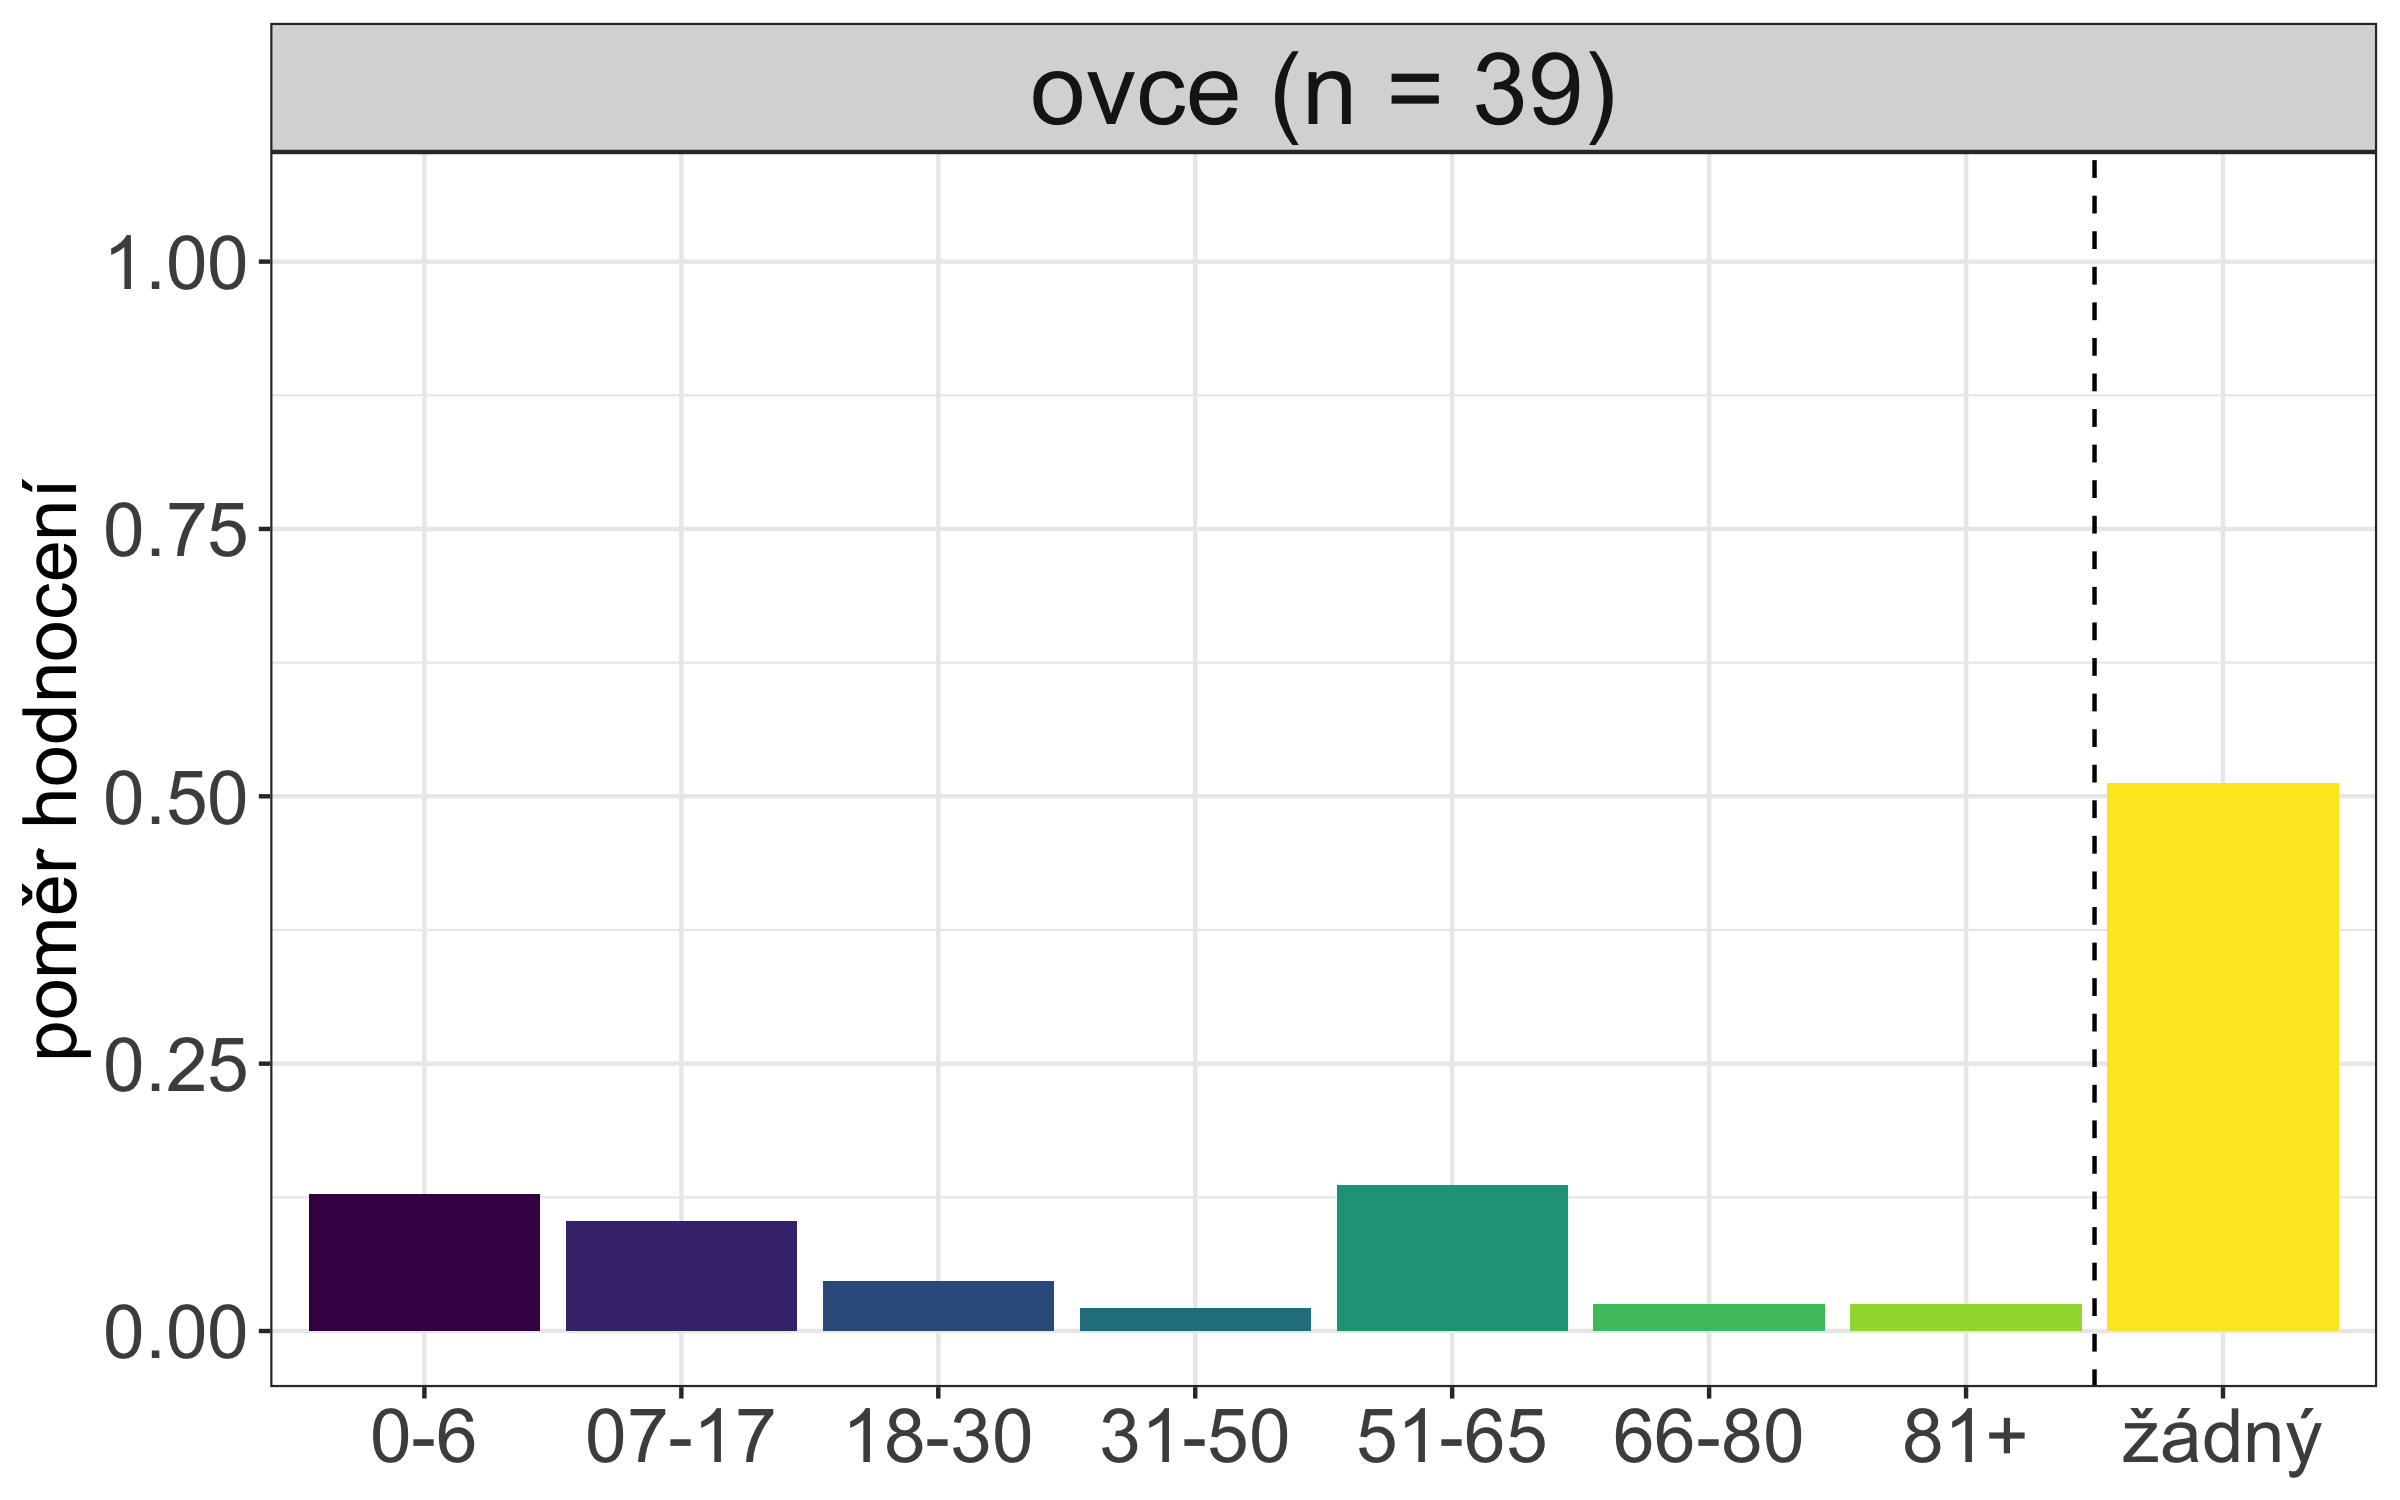 ovce (n = 39)
poměr hodnocení
1.00
0.75
0.50
0.25
0.00
0-6 07-17 18-30 31-50 51-65 66-80 81+ žádný